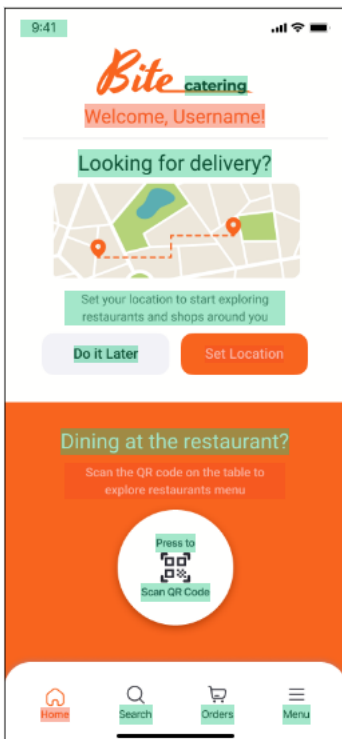 9:41
Bite catering
Welcome, Username!
Looking for delivery?
Set your location to start exploring
restaurants and shops around you
Do it Later
Set Location
Dining at the restaurant?
Scan the QR code on the table to
explore restaurants menu
Press to
Scan QR Code
Home
Search
Orders
Menu